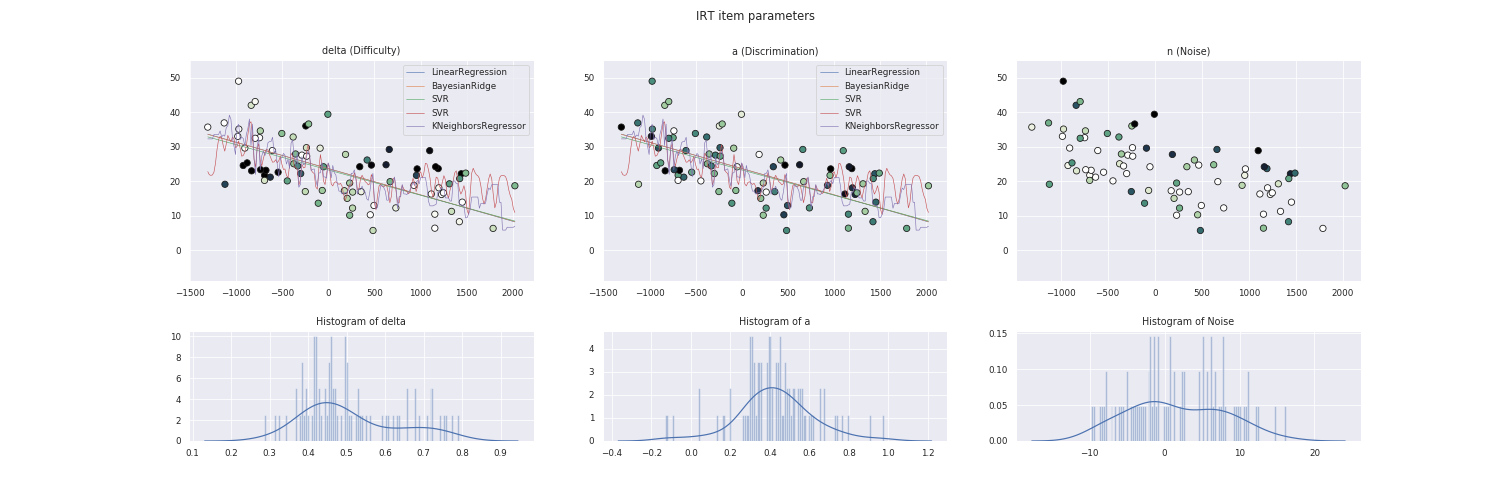 IRT item parameters
delta (Difficulty)
50
40
30
20
10
0
−1500 −1000 −500 0 500 1000 1500 2000
LinearRegression
BayesianRidge
SVR
SVR
KNeighborsRegressor
a (Discrimination)
50
40
30
20
10
0
−1500 −1000 −500 0 500 1000 1500 2000
LinearRegression
BayesianRidge
SVR
SVR
KNeighborsRegressor
n (Noise)
50
40
30
20
10
0
−1000 −500 0 500 1000 1500 2000
Histogram of delta
10
8
6
4
2
0
0.1 0.2 0.3 0.4 0.5 0.6 0.7 0.8 0.9
Histogram of a
4
3
2
1
0
−0.4 −0.2 0.0 0.2 0.4 0.6 0.8 1.0 1.2
Histogram of Noise
0.15
0.10
0.05
0.00
−10 0 10 20